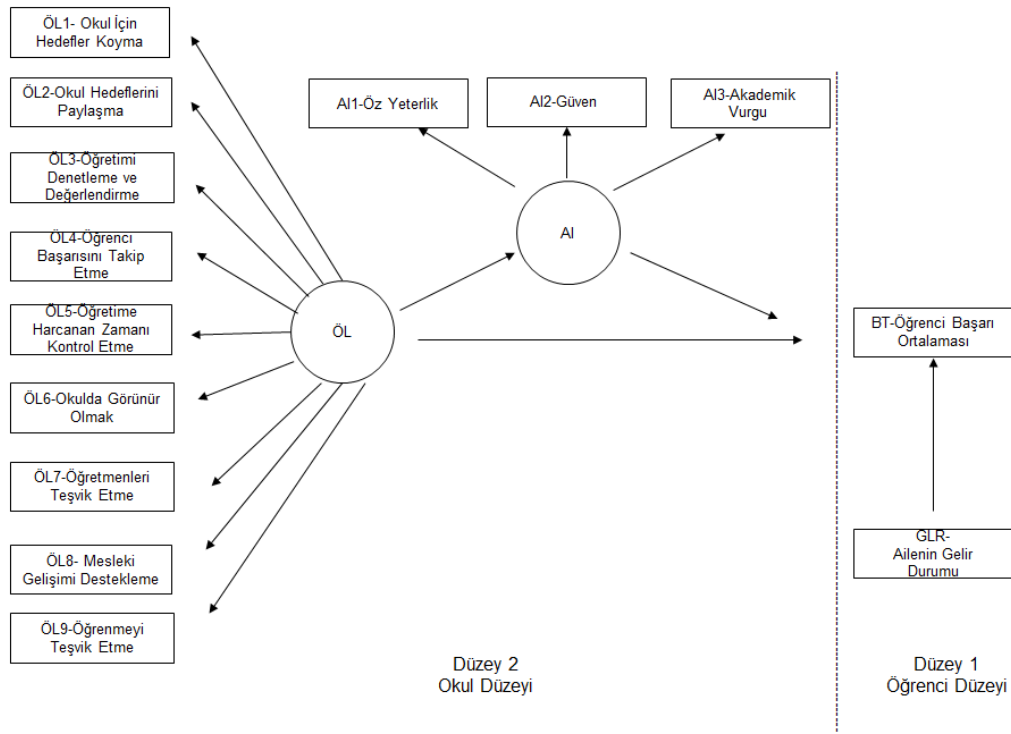 ÖL1- Okul İçin
Hedefler Koyma
ÖL2-Okul Hedeflerini
Paylaşma
ÖL3-Öğretimi
Denetleme ve
Değerlendirme
ÖL4-Öğrenci
Başarısını Takip
Etme
ÖL5-Öğretime
Harcanan Zamanı
Kontrol Etme
ÖL6-Okulda Görünür
Olmak
ÖL7-Öğretmenleri
Teşvik Etme
ÖL8- Mesleki
Gelişimi Destekleme
ÖL9-Öğrenmeyi
Teşvik Etme
ÖL
AI1-Öz Yeterlik
AI2-Güven
AI3-Akademik
Vurgu
AI
BT-Öğrenci Başarı
Ortalaması
GLR-
Ailenin Gelir
Durumu
Düzey 2
Okul Düzeyi
Düzey 1
Öğrenci Düzeyi